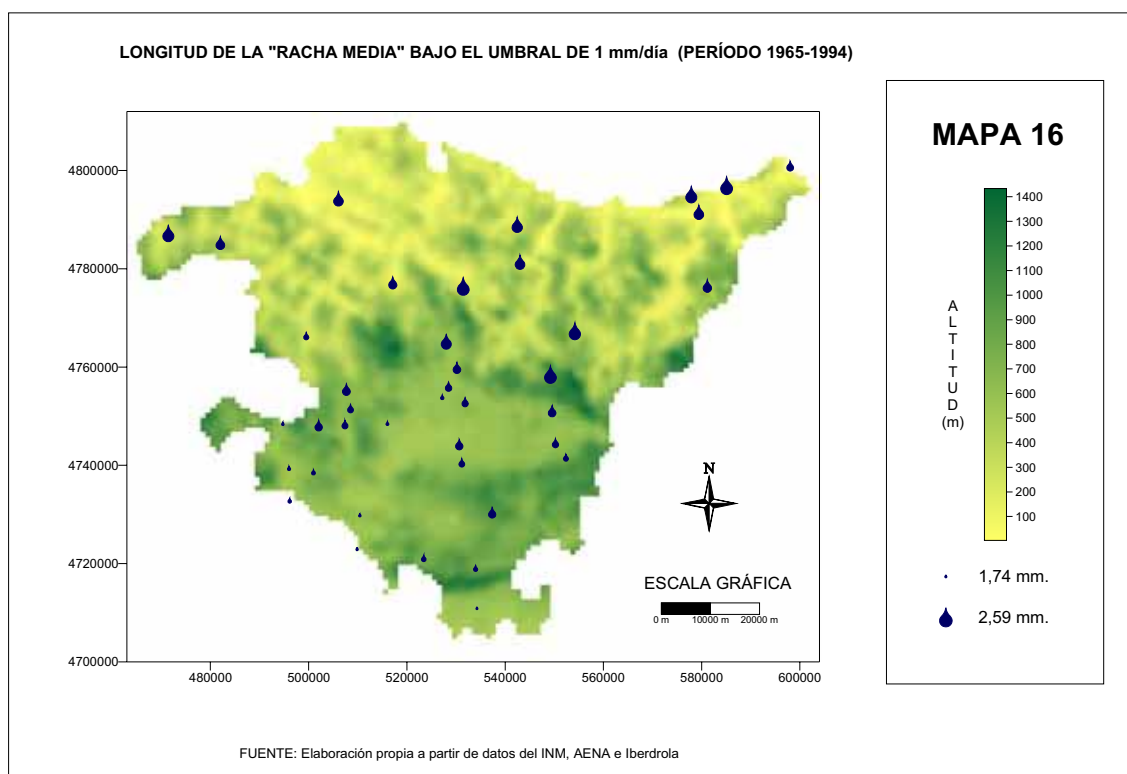 LONGITUD DE LA "RACHA MEDIA" BAJO EL UMBRAL DE 1 mm/día (PERÍODO 1965-1994)
MAPA 16
4800000
4780000
4760000
4740000
4720000
4700000
480000
500000
520000
540000
560000
580000
600000
N
ESCALA GRÁFICA
0 m
10000 m
20000 m
ALTITUD
(m)
1400
1300
1200
1100
1000
900
800
700
600
500
400
300
200
100
1,74 mm.
2,59 mm.
FUENTE: Elaboración propia a partir de datos del INM, AENA e Iberdrola